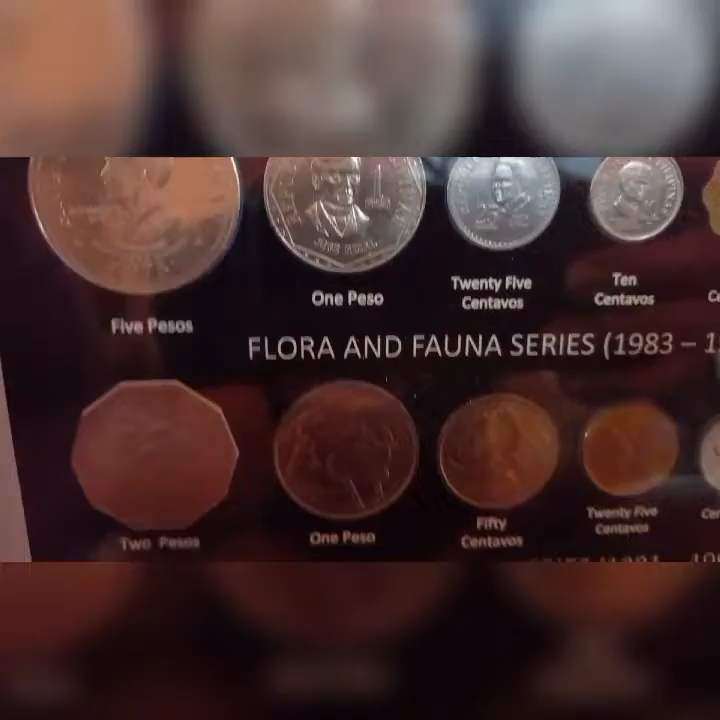 Five Pesos
One Peso
Twenty Five
Centavos
Ten
Centavos
FLORA AND FAUNA SERIES (1983 – 1
Two Pesos
One Peso
Fifty
Centavos
Twenty Five
Centavos